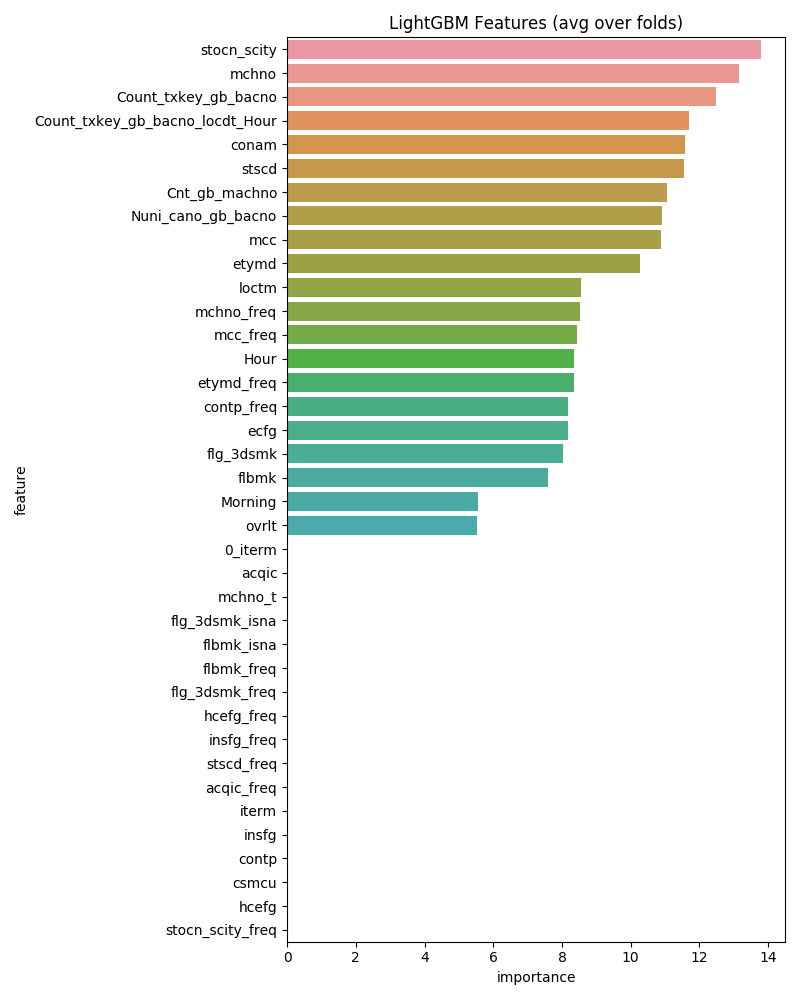 LightGBM Features (avg over folds)
stocn_scity
mchno
Count_txkey_gb_bacno
Count_txkey_gb_bacno_locdt_Hour
conam
stscd
Cnt_gb_machno
Nuni_cano_gb_bacno
mcc
etymd
loctm
mchno_freq
mcc_freq
Hour
etymd_freq
contp_freq
ecfg
flg_3dsmk
flbmk
Morning
ovrlt
0_iterm
acqic
mchno_t
flg_3dsmk_isna
flbmk_isna
flbmk_freq
flg_3dsmk_freq
hcefg_freq
insfg_freq
stscd_freq
acqic_freq
iterm
insfg
contp
csmcu
hcefg
stocn_scity_freq
feature
0 2 4 6 8 10 12 14
importance